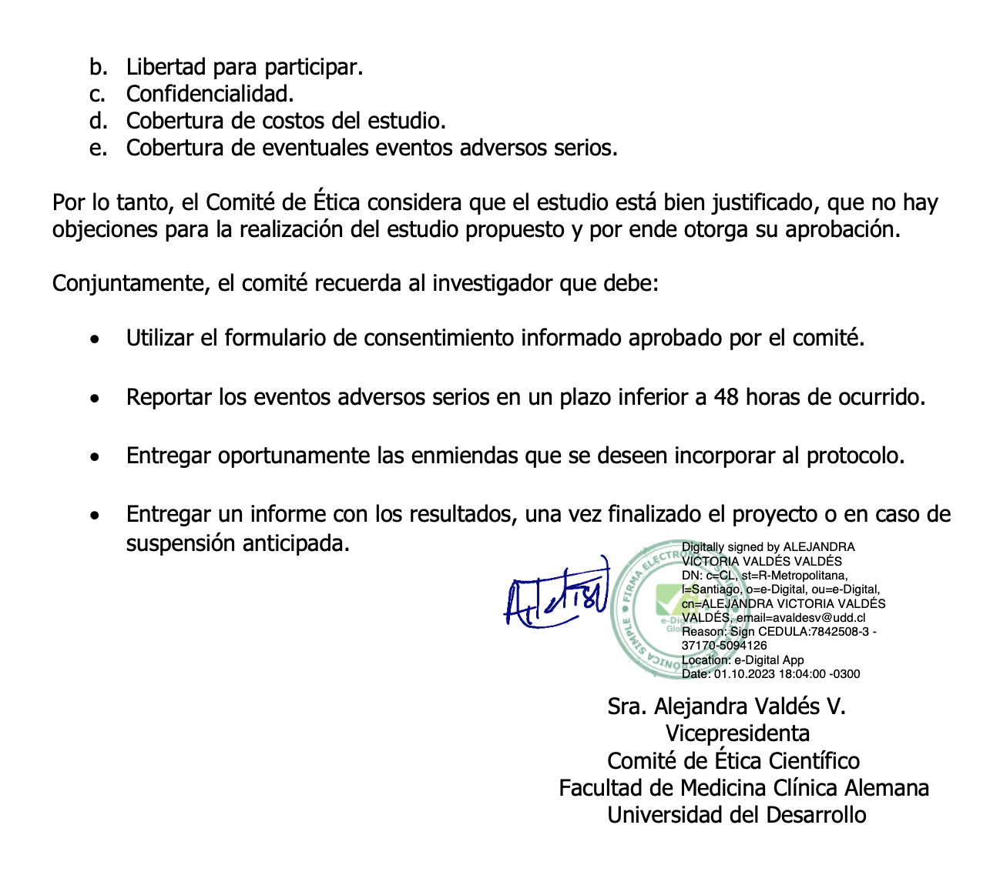 b. Libertad para participar.
c. Confidencialidad.
d. Cobertura de costos del estudio.
e. Cobertura de eventuales eventos adversos serios.
Por lo tanto, el Comité de Ética considera que el estudio está bien justificado, que no hay
objeciones para la realización del estudio propuesto y por ende otorga su aprobación.
Conjuntamente, el comité recuerda al investigador que debe:
• Utilizar el formulario de consentimiento informado aprobado por el comité.
• Reportar los eventos adversos serios en un plazo inferior a 48 horas de ocurrido.
• Entregar oportunamente las enmiendas que se deseen incorporar al protocolo.
• Entregar un informe con los resultados, una vez finalizado el proyecto o en caso de
suspensión anticipada.
FIRMA ELECTRÓNICA SIMPLE
e-Digital
Digitally signed by ALEJANDRA
VICTORIA VALDÉS VALDÉS
DN: c=CL, st=R-Metropolitana,
l=Santiago, o=e-Digital, ou=e-Digital,
cn=ALEJANDRA VICTORIA VALDÉS
VALDÉS, email=avaldesv@udd.cl
Reason: Sign CEDULA:7842508-3 -
37170-5094126
Location: e-Digital App
Date: 01.10.2023 18:04:00 -0300
Sra. Alejandra Valdés V.
Vicepresidenta
Comité de Ética Científico
Facultad de Medicina Clínica Alemana
Universidad del Desarrollo